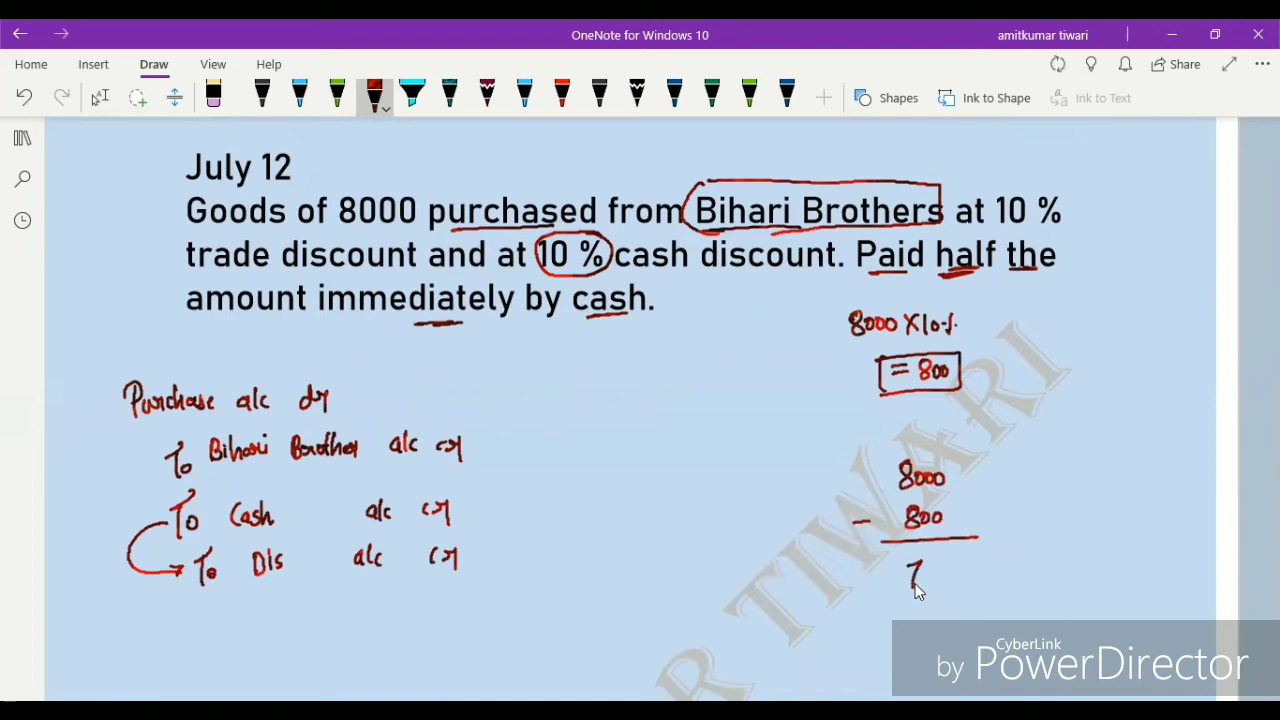 OneNote for Windows 10
amitkumar tiwari
Home Insert Draw View Help
Share
Shapes Ink to Shape Ink to Text
July 12
Goods of 8000 purchased from Bihari Brothers at 10 %
trade discount and at 10 % cash discount. Paid half the
amount immediately by cash.
8000 X 10%
= 800
Purchase a/c dr
To Bihari Brother a/c cr
To Cash a/c cr
To Dis a/c cr
8000
- 800
7
R TIWARI
CyberLink
by PowerDirector